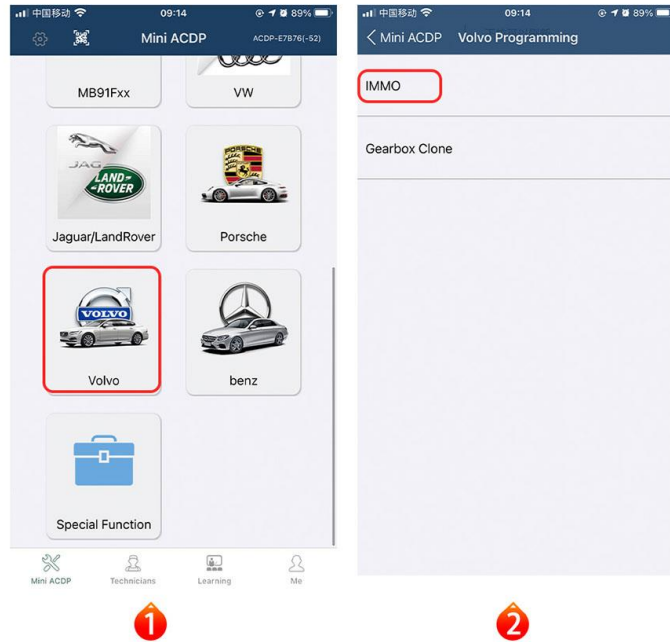 中国移动
09:14
89%
Mini ACDP
ACDP-E7B76(-52)
MB91Fxx
VW
JAG
LAND-
ROVER
PORSCHE
Jaguar/LandRover
Porsche
VOLVO
Volvo
benz
Special Function
Mini ACDP
Technicians
Learning
Me
1
中国移动
09:14
89%
Mini ACDP
Volvo Programming
IMMO
Gearbox Clone
2